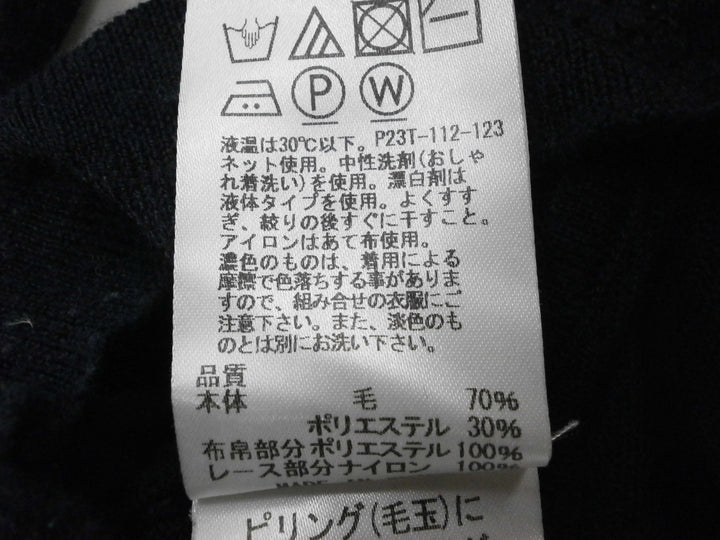 P W
液温は30℃以下。P23T-112-123
ネット使用。中性洗剤(おしゃ
れ着洗い)を使用。漂白剤は
液体タイプを使用。よくすす
ぎ、絞りの後すぐに干すこと。
アイロンはあて布使用。
濃色のものは、着用による
摩擦で色落ちする事がありま
すので、組み合せの衣服にご
注意下さい。また、淡色のも
のとは別にお洗い下さい。
品質
本体 毛 70%
ポリエステル 30%
布帛部分 ポリエステル 100%
レース部分 ナイロン 100%
ピリング(毛玉)に